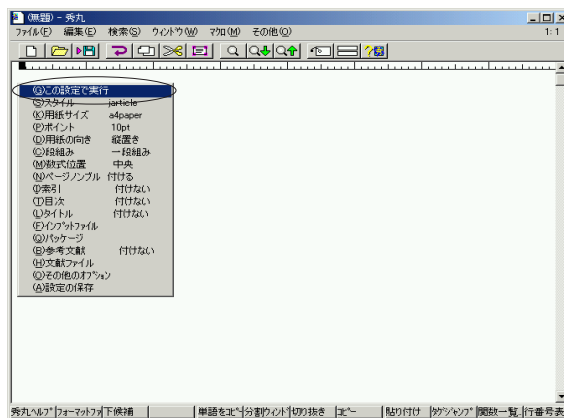 (無題) - 秀丸
ファイル(F) 編集(E) 検索(S) ウィンドウ(W) マクロ(M) その他(O) 1: 1
(G)この設定で実行
(S)スタイル jarticle
(K)用紙サイズ a4paper
(P)ポイント 10pt
(D)用紙の向き 縦置き
(C)段組み 一段組み
(M)数式位置 中央
(N)ページノンブル 付ける
(I)索引 付けない
(T)目次 付けない
(L)タイトル 付けない
(F)インプットファイル
(Q)パッケージ
(B)参考文献 付けない
(H)文献ファイル
(O)その他のオプション
(A)設定の保存
秀丸ヘルプ フォーマットファ 下候補 単語をコピ 分割ウィンド 切り抜き コピー 貼り付け タグジャンプ 関数一覧.. 行番号表